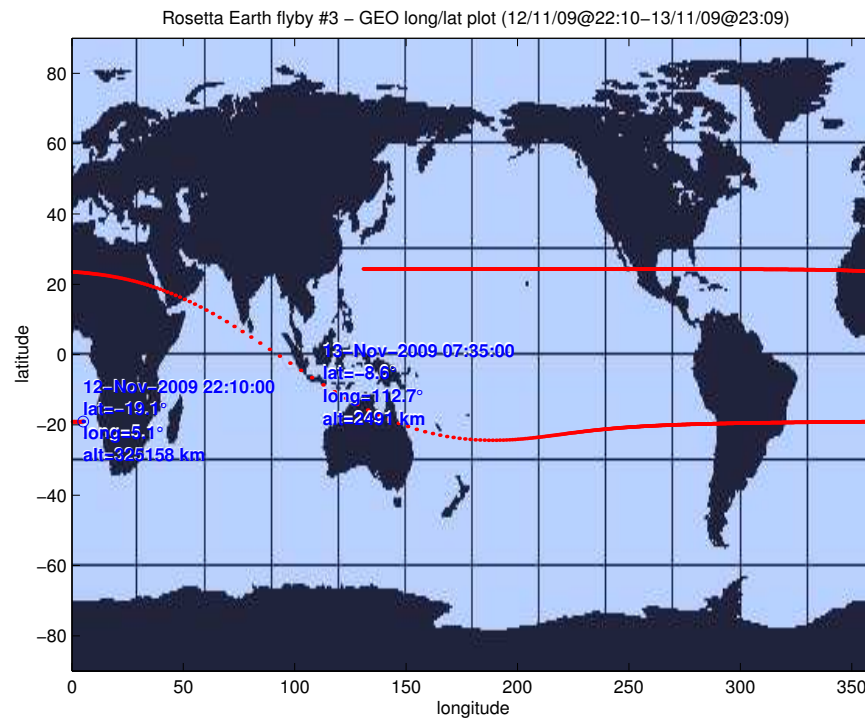 Rosetta Earth flyby #3 − GEO long/lat plot (12/11/09@22:10−13/11/09@23:09)
80
60
40
20
0
−20
−40
−60
−80
latitude
13−Nov−2009 07:35:00
lat=−8.6°
long=112.7°
alt=2491 km
12−Nov−2009 22:10:00
lat=−19.1°
long=5.1°
alt=325158 km
0 50 100 150 200 250 300 350
longitude